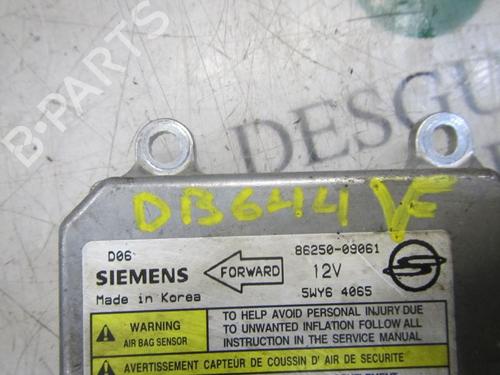 B-PARTS
DESGU
DB644 VF
D06
86250-09061
SIEMENS
FORWARD
12V
Made in Korea
5WY6 4065
WARNING
AIR BAG SENSOR
TO HELP AVOID PERSONAL INJURY DUE
TO UNWANTED INFLATION FOLLOW ALL
INSTRUCTION IN THE SERVICE MANUAL
AVERTISSEMENT CAPTEUR DE COUSSIN D' AIR DE SECURITE